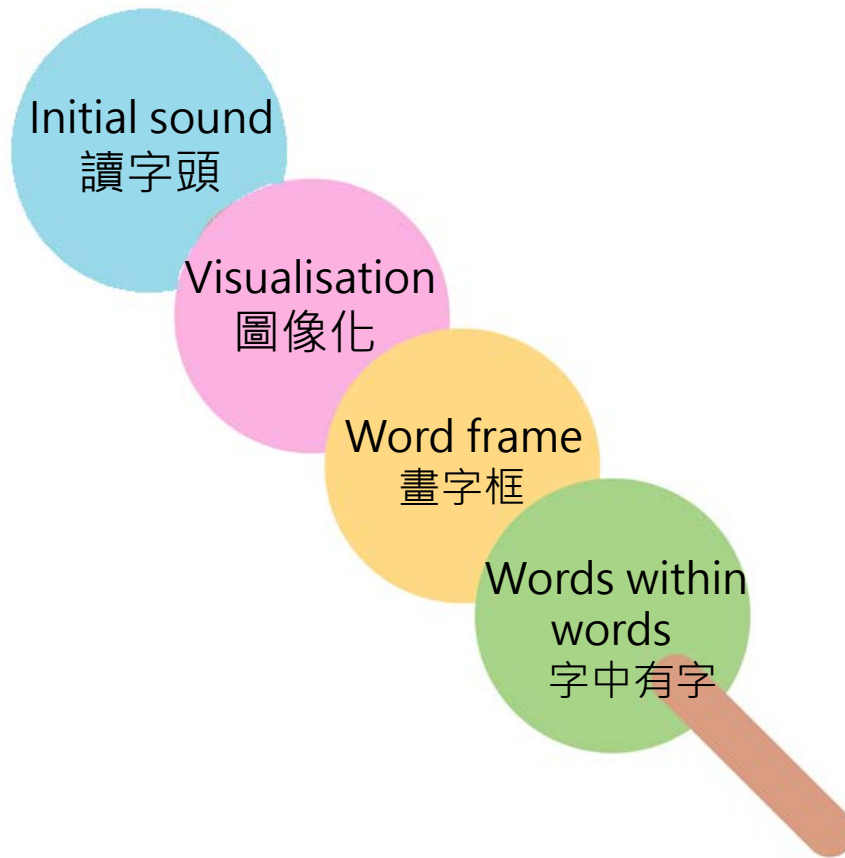 Initial sound
讀字頭
Visualisation
圖像化
Word frame
畫字框
Words within
words
字中有字